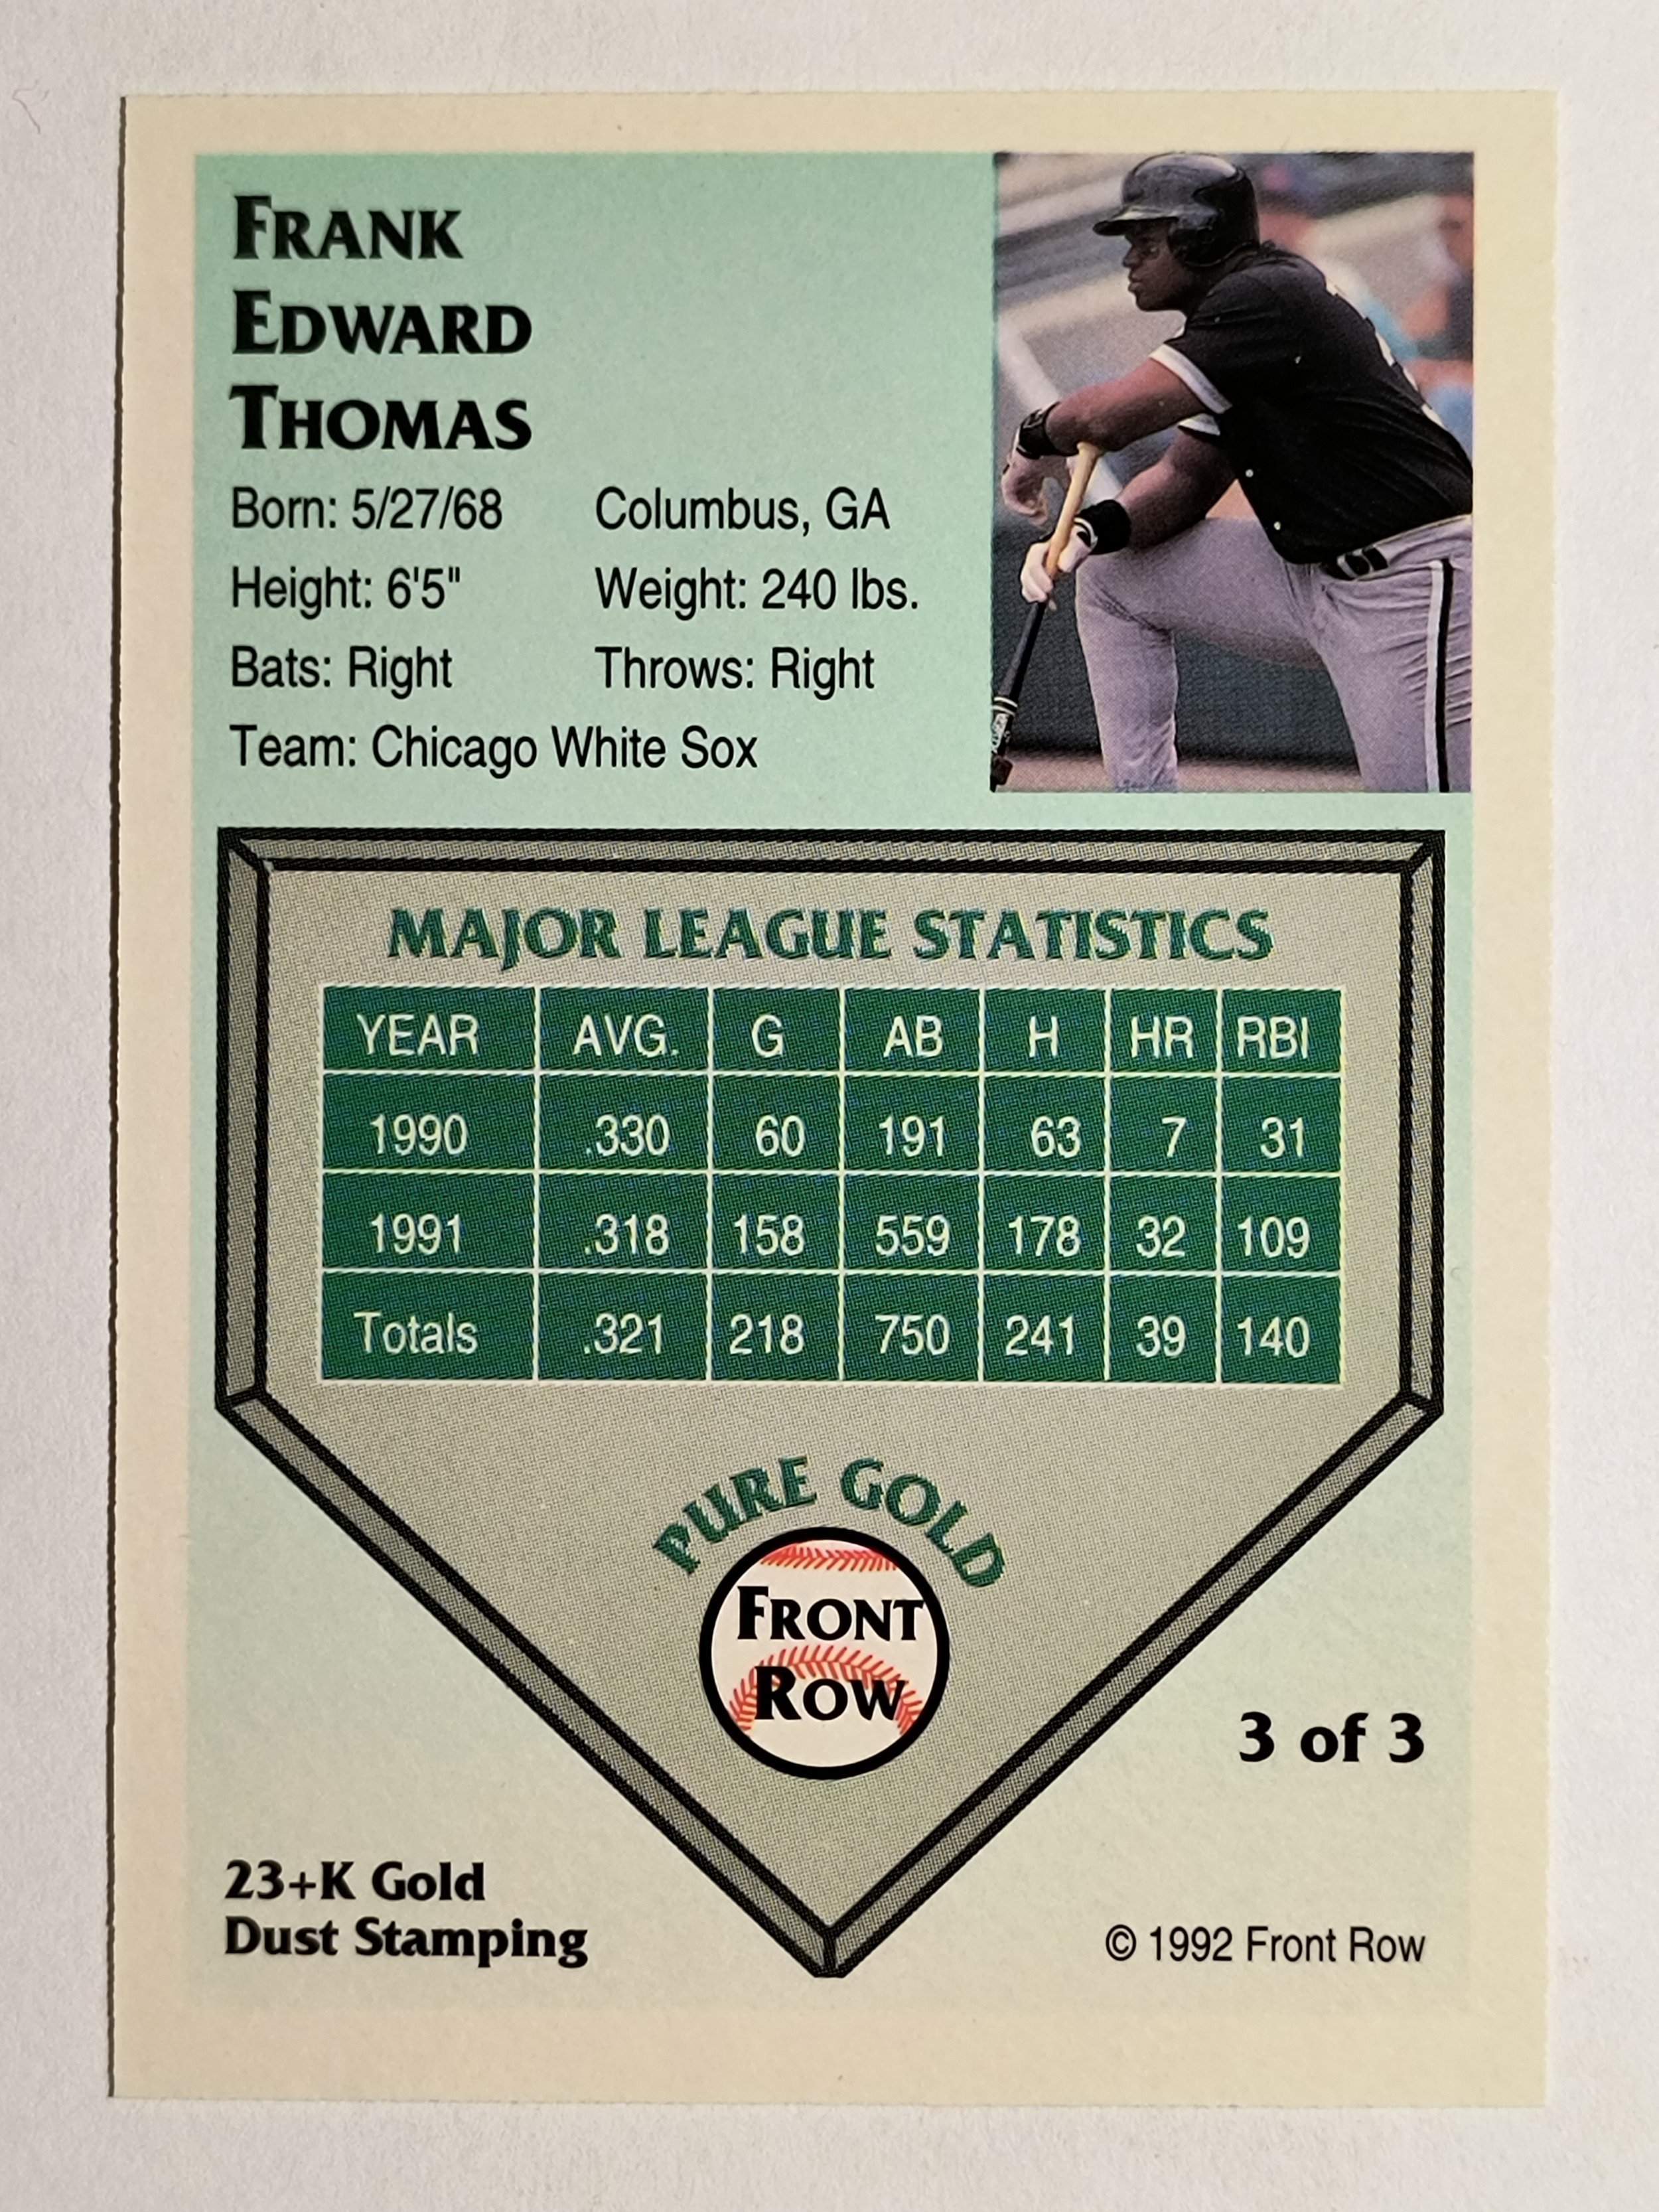 FRANK
EDWARD
THOMAS
Born: 5/27/68 Columbus, GA
Height: 6'5" Weight: 240 lbs.
Bats: Right Throws: Right
Team: Chicago White Sox
MAJOR LEAGUE STATISTICS
YEAR AVG. G AB H HR RBI
1990 .330 60 191 63 7 31
1991 .318 158 559 178 32 109
Totals .321 218 750 241 39 140
PURE GOLD
FRONT
ROW
3 of 3
23+K Gold
Dust Stamping
© 1992 Front Row